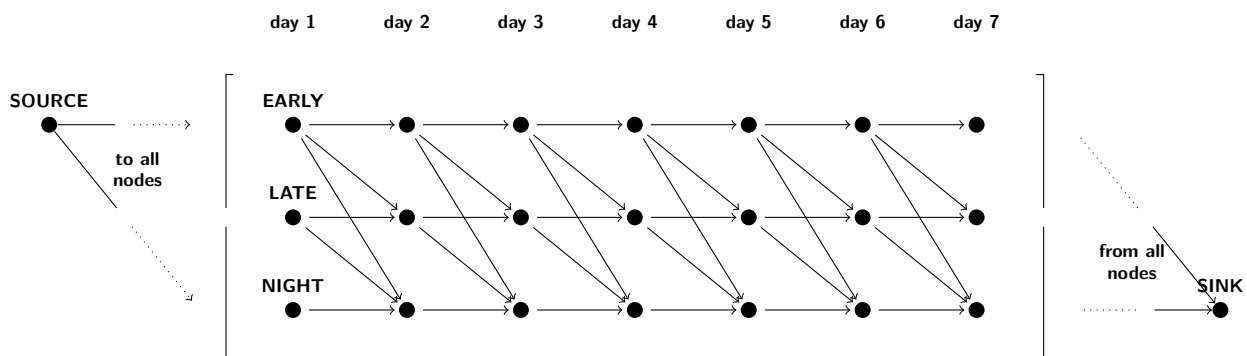 day 1 day 2 day 3 day 4 day 5 day 6 day 7
SOURCE
EARLY
to all
nodes
LATE
from all
nodes
NIGHT
SINK